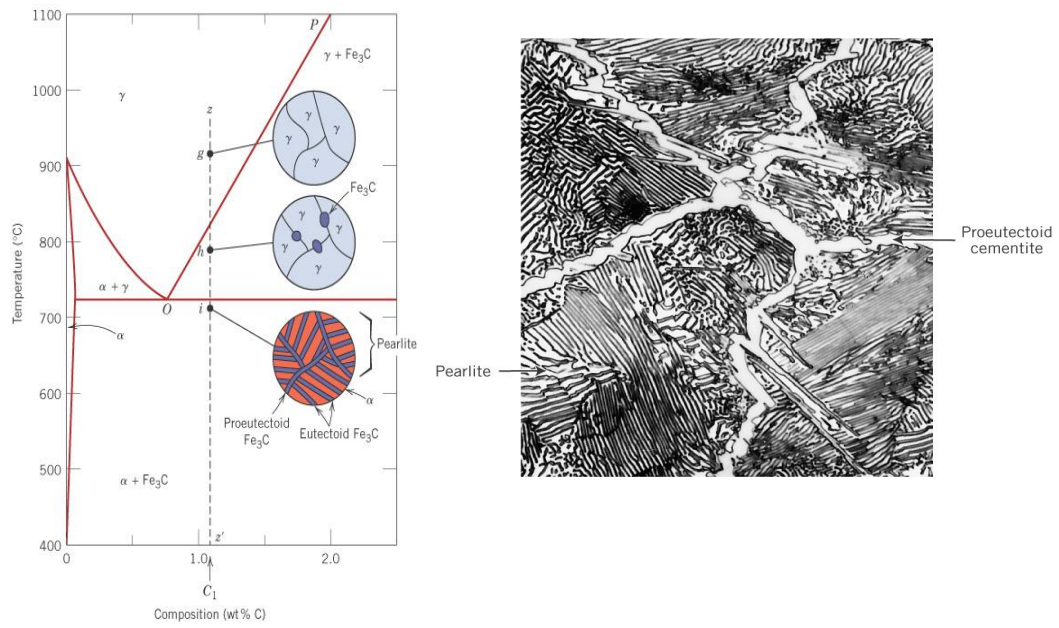 1100
P
γ + Fe₃C
γ
z
1000
γ
γ
γ
g
γ
900
Fe₃C
γ
γ
800
h
γ
γ
α + γ
O
i
700
α
Pearlite
600
α
Proeutectoid
Fe₃C
Eutectoid Fe₃C
500
α + Fe₃C
z′
400
0
1.0
2.0
C₁
Temperature (°C)
Composition (wt % C)
Proeutectoid
cementite
Pearlite